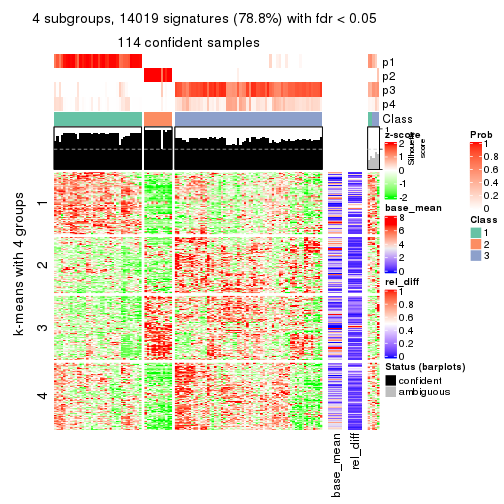 4 subgroups, 14019 signatures (78.8%) with fdr < 0.05
114 confident samples
p1
p2
p3
p4
Class
1
Silhouette
score
z-score
2
1
0
-1
-2
base_mean
8
6
4
2
0
rel_diff
1
0.8
0.6
0.4
0.2
0
Status (barplots)
confident
ambiguous
Prob
1
0.8
0.6
0.4
0.2
0
Class
1
2
3
k-means with 4 groups
1
2
3
4
base_mean
rel_diff